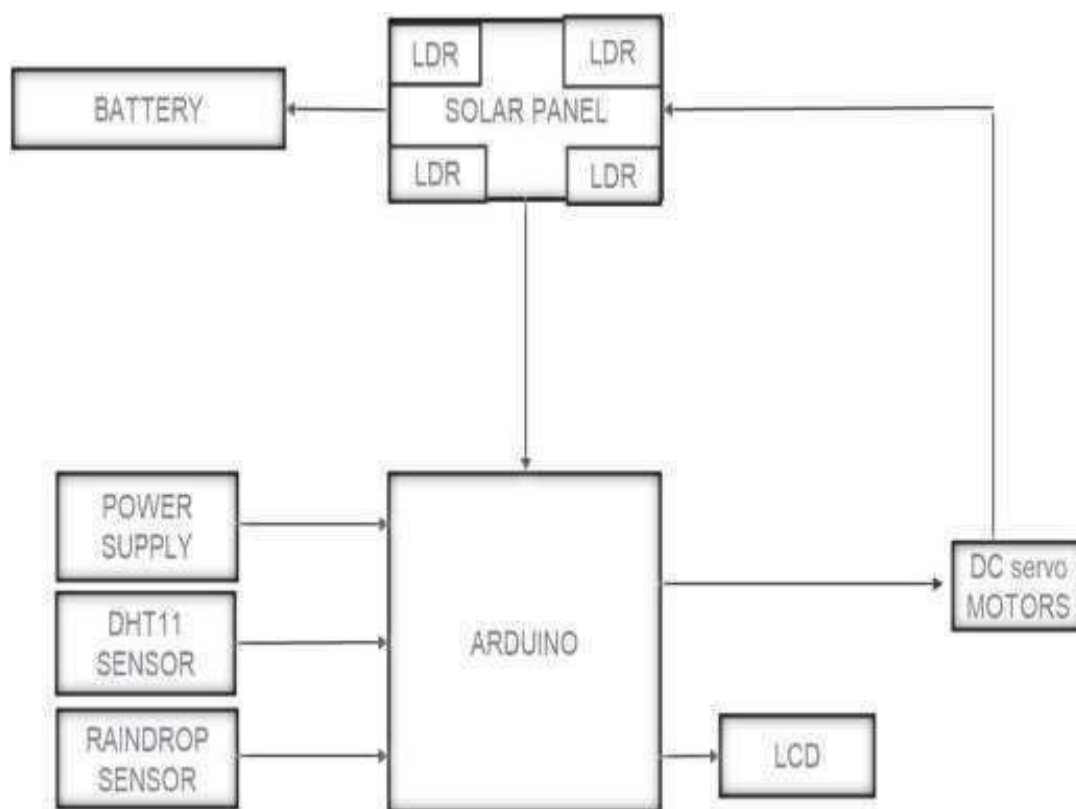 LDR
LDR
BATTERY
SOLAR PANEL
LDR
LDR
POWER
SUPPLY
DHT11
SENSOR
ARDUINO
DC servo
MOTORS
RAINDROP
SENSOR
LCD